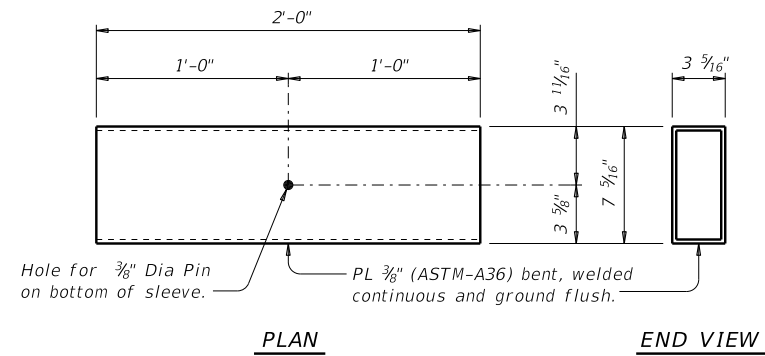 2'-0"
1'-0"
1'-0"
3 11/16"
3 5/8"
7 5/16"
3 5/16"
Hole for 3/8" Dia Pin
on bottom of sleeve.
PL 3/8" (ASTM-A36) bent, welded
continuous and ground flush.
PLAN
END VIEW